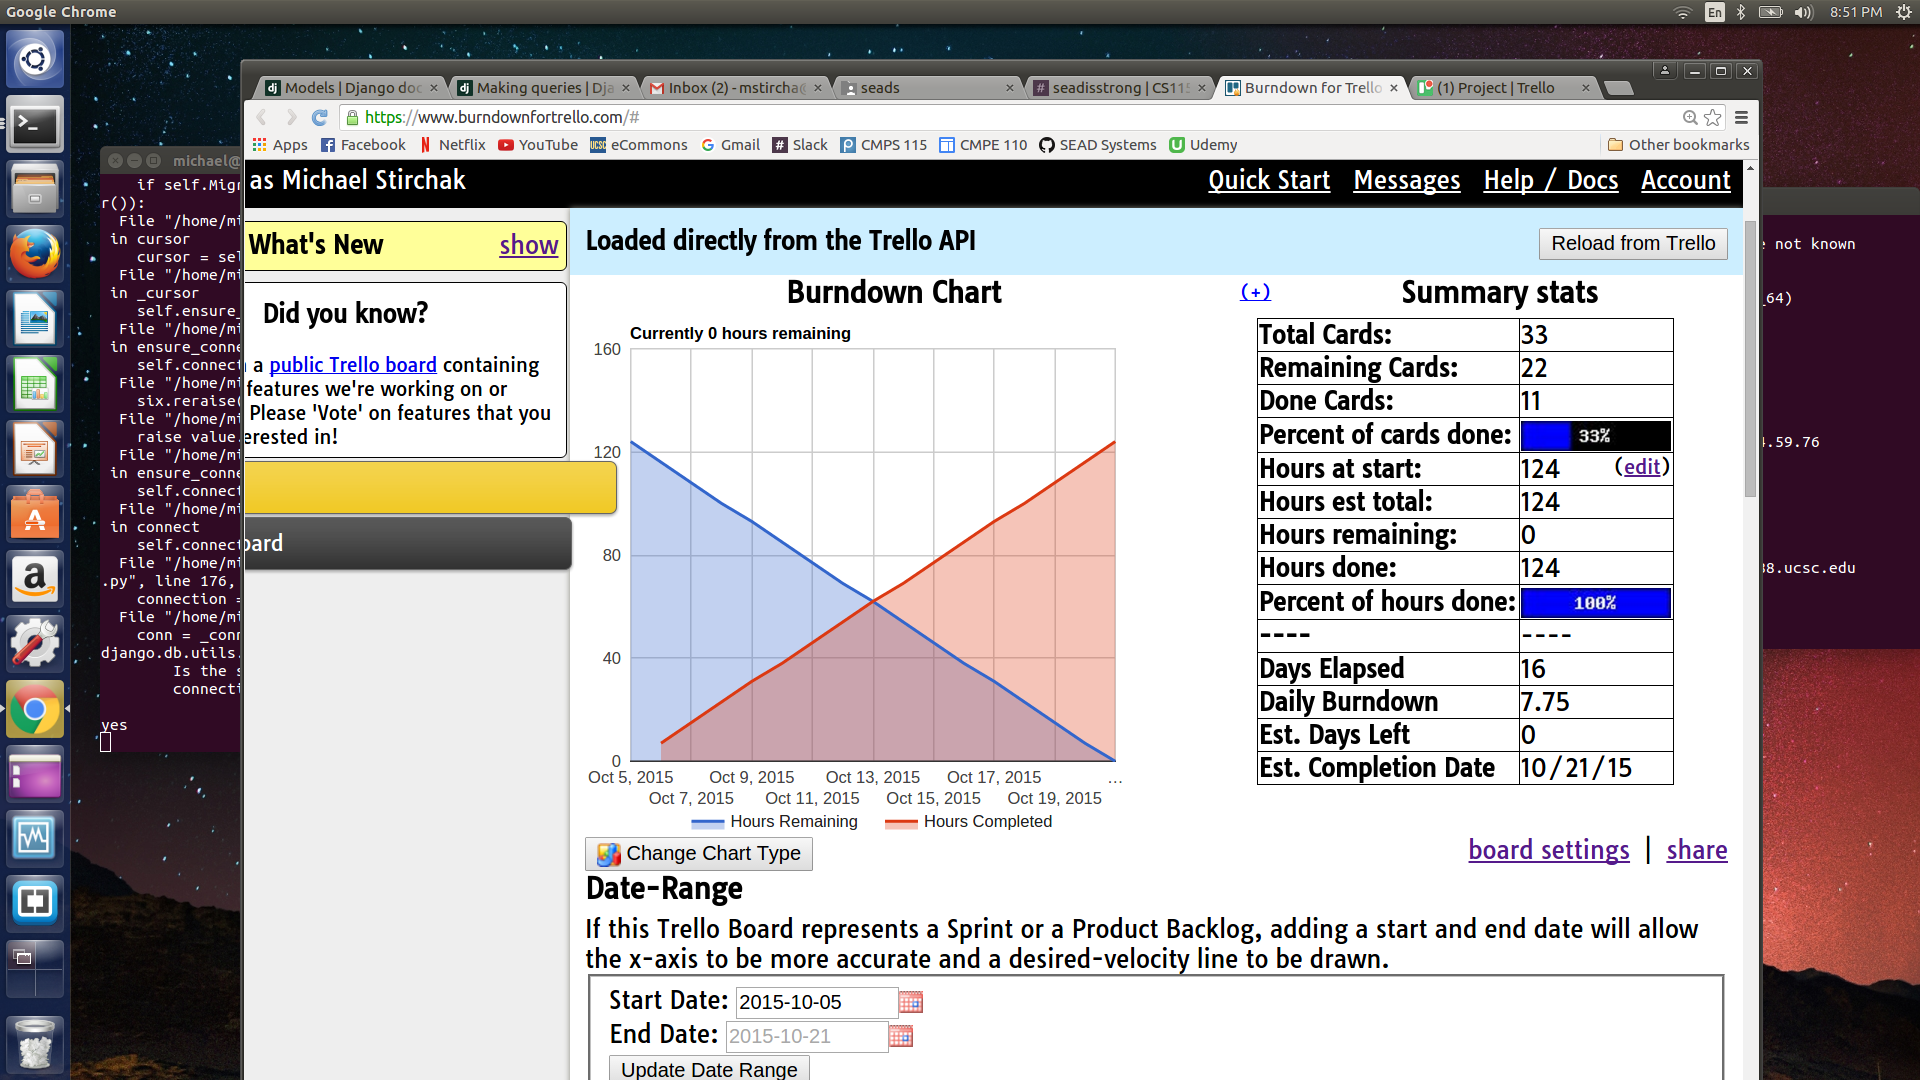 Google Chrome
En
8:51 PM
Models | Django doc
Making queries | Dja
Inbox (2) - mstircha@
seads
seadisstrong | CS115
Burndown for Trello
(1) Project | Trello
https://www.burndownfortrello.com/#
Apps
Facebook
Netflix
YouTube
eCommons
Gmail
Slack
CMPS 115
CMPE 110
SEAD Systems
Udemy
Other bookmarks
michael@
if self.Migr
r()):
File "/home/mi
in cursor
cursor = sel
File "/home/mi
in _cursor
self.ensure_
File "/home/mi
in ensure_conne
self.connect
File "/home/mi
six.reraise(
File "/home/mi
raise value.
File "/home/mi
in ensure_conne
self.connect
File "/home/mi
in connect
self.connect
File "/home/mi
.py", line 176,
connection =
File "/home/mi
conn = _conn
django.db.utils.
Is the s
connecti
yes
as Michael Stirchak
Quick Start
Messages
Help / Docs
Account
What's New
show
Did you know?
a public Trello board containing
features we're working on or
Please 'Vote' on features that you
erested in!
oard
Loaded directly from the Trello API
Reload from Trello
Burndown Chart
Currently 0 hours remaining
160
120
80
40
0
Oct 5, 2015
Oct 9, 2015
Oct 13, 2015
Oct 17, 2015
...
Oct 7, 2015
Oct 11, 2015
Oct 15, 2015
Oct 19, 2015
Hours Remaining
Hours Completed
Change Chart Type
(+)
Summary stats
Total Cards: 33
Remaining Cards: 22
Done Cards: 11
Percent of cards done: 33%
Hours at start: 124 (edit)
Hours est total: 124
Hours remaining: 0
Hours done: 124
Percent of hours done: 100%
---- ----
Days Elapsed 16
Daily Burndown 7.75
Est. Days Left 0
Est. Completion Date 10/21/15
board settings | share
Date-Range
If this Trello Board represents a Sprint or a Product Backlog, adding a start and end date will allow
the x-axis to be more accurate and a desired-velocity line to be drawn.
Start Date: 2015-10-05
End Date: 2015-10-21
Update Date Range
not known
_64)
.59.76
38.ucsc.edu